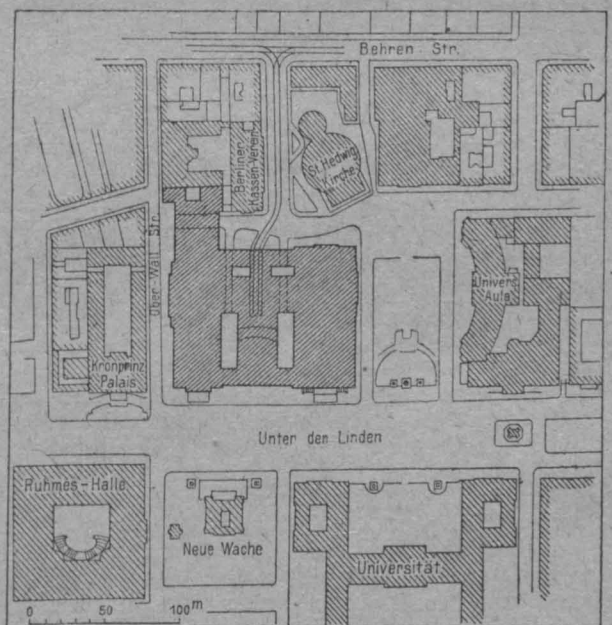 Behren Str.
Berliner
Kassen-Verein
St. Hedwig
Kirche
Ober Wall Str.
Univers.
Aula
Kronprinz
Palais
Unter den Linden
Ruhmes-Halle
Neue Wache
Universität
0 50 100 m